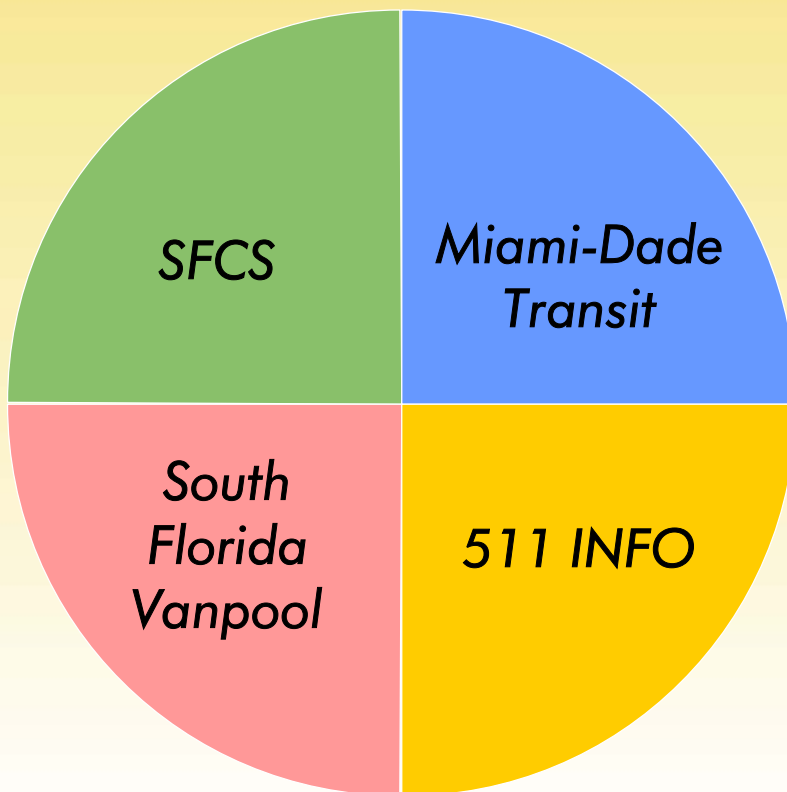 SFCS
Miami-Dade
Transit
South
Florida
Vanpool
511 INFO